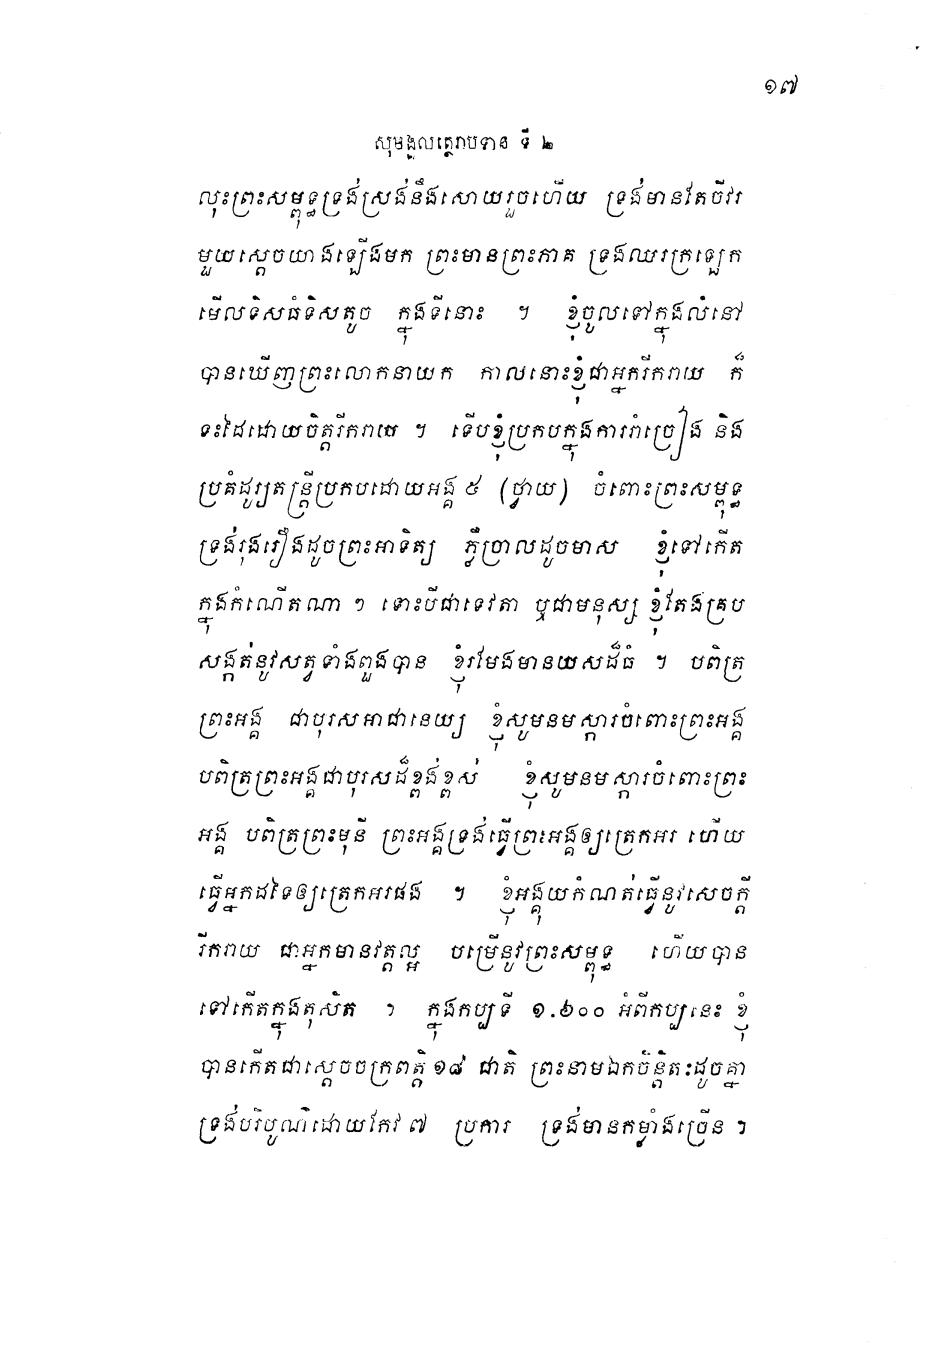 ១៧
សុមង្គលត្ថេរាបទាន ទី ២
លុះព្រះសម្ពុទ្ធទ្រង់ស្រង់នឹងសោយរួចហើយ ទ្រង់មានតែចីវរ
មួយស្តេចយាងឡើងមក ព្រះមានព្រះភាគ ទ្រង់ឈរក្រឡេក
មើលទិសធំទិសតូច ក្នុងទីនោះ ។ ខ្ញុំចូលទៅក្នុងលំនៅ
បានឃើញព្រះលោកនាយក កាលនោះខ្ញុំជាអ្នករីករាយ ក៏
ទះដៃដោយចិត្តរីករាយ ។ ទើបខ្ញុំប្រកបក្នុងការរាំច្រៀង និង
ប្រគំដូរ្យតន្ត្រីប្រកបដោយអង្គ ៥ (ថ្វាយ) ចំពោះព្រះសម្ពុទ្ធ
ទ្រង់រុងរឿងដូចព្រះអាទិត្យ ភ្លឺច្រាលដូចមាស ខ្ញុំទៅកើត
ក្នុងកំណើតណា ៗ ទោះបីជាទេវតា ឬជាមនុស្ស ខ្ញុំតែងគ្រប
សង្កត់នូវសត្វទាំងពួងបាន ខ្ញុំរមែងមានយសដ៏ធំ ។ បពិត្រ
ព្រះអង្គ ជាបុរសអាជានេយ្យ ខ្ញុំសូមនមស្ការចំពោះព្រះអង្គ
បពិត្រព្រះអង្គជាបុរសដ៏ខ្ពង់ខ្ពស់ ខ្ញុំសូមនមស្ការចំពោះព្រះ
អង្គ បពិត្រព្រះមុនី ព្រះអង្គទ្រង់ធ្វើព្រះអង្គឲ្យត្រេកអរ ហើយ
ធ្វើអ្នកដទៃឲ្យត្រេកអរផង ។ ខ្ញុំអង្គុយកំណត់ធ្វើនូវសេចក្តី
រីករាយ ជាអ្នកមានវត្តល្អ បម្រើនូវព្រះសម្ពុទ្ធ ហើយបាន
ទៅកើតក្នុងតុសិត ។ ក្នុងកប្បទី ១.៦០០ អំពីកប្បនេះ ខ្ញុំ
បានកើតជាស្តេចចក្រពត្តិ ១៨ ជាតិ ព្រះនាមឯកចិន្តិតៈដូចគ្នា
ទ្រង់បរិបូណ៌ដោយកែវ ៧ ប្រការ ទ្រង់មានកម្លាំងច្រើន ។